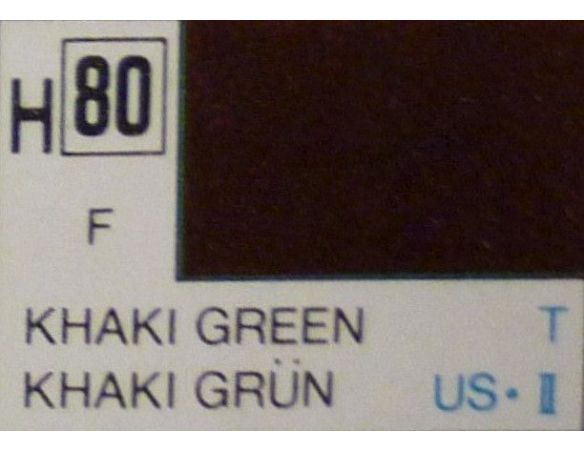 H 80
F
KHAKI GREEN T
KHAKI GRÜN US·II